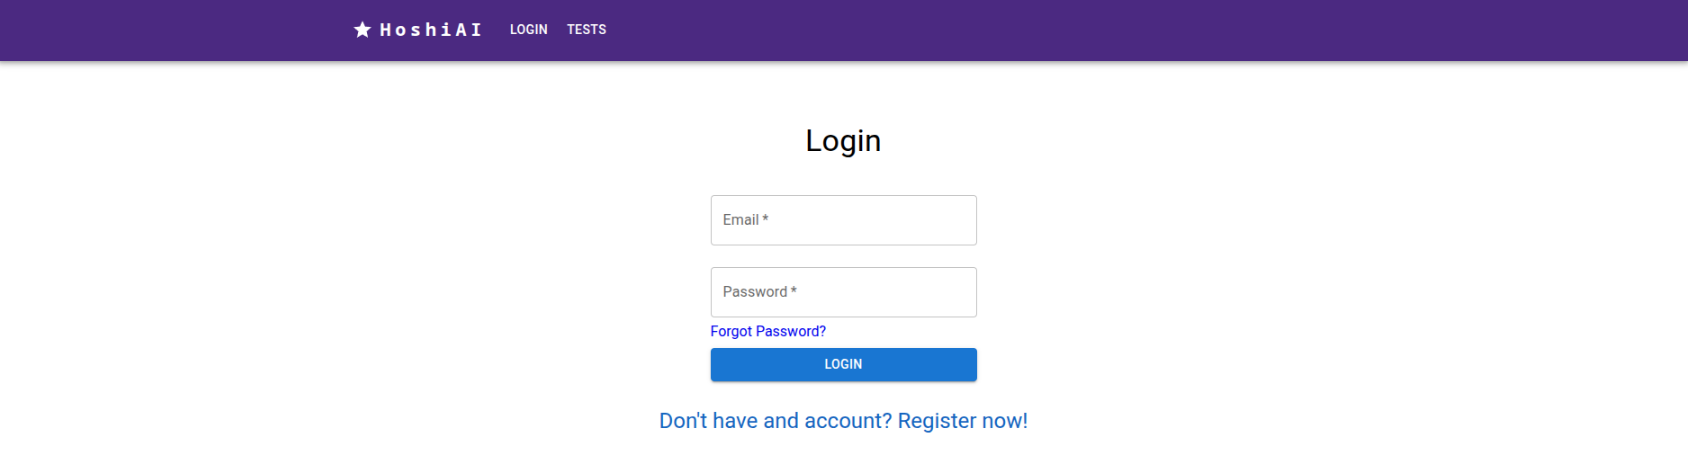 HoshiAI LOGIN TESTS
Login
Email *
Password *
Forgot Password?
LOGIN
Don't have and account? Register now!